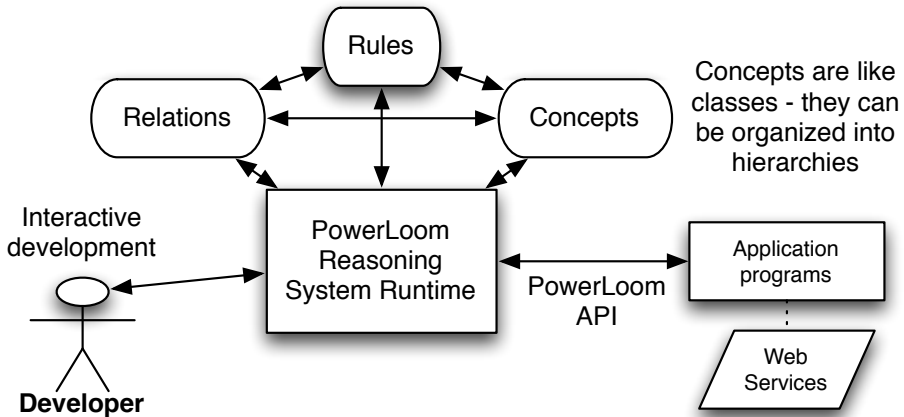 Rules
Relations
Concepts
Concepts are like
classes - they can
be organized into
hierarchies
Interactive
development
PowerLoom
Reasoning
System Runtime
PowerLoom
API
Application
programs
Web
Services
Developer